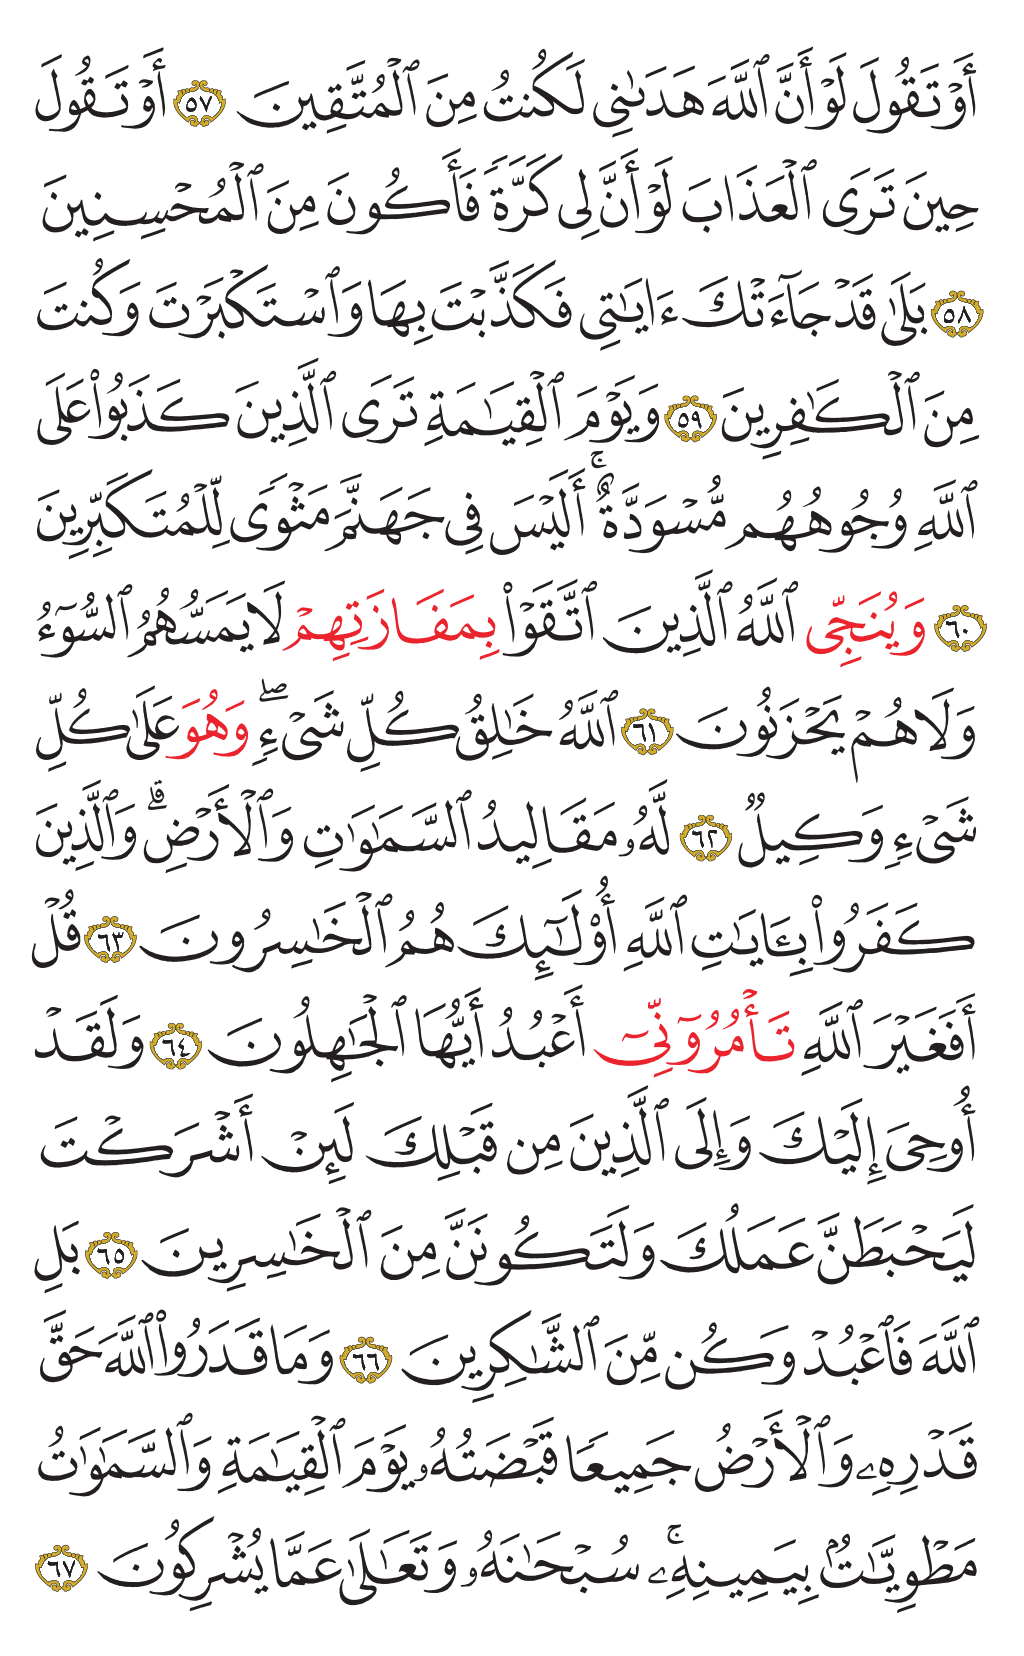 أَوۡ تَقُولَ لَوۡ أَنَّ ٱللَّهَ هَدَىٰنِي لَكُنتُ مِنَ ٱلۡمُتَّقِينَ ٥٧ أَوۡ تَقُولَ
حِينَ تَرَى ٱلۡعَذَابَ لَوۡ أَنَّ لِي كَرَّةٗ فَأَكُونَ مِنَ ٱلۡمُحۡسِنِينَ
٥٨ بَلَىٰ قَدۡ جَآءَتۡكَ ءَايَٰتِي فَكَذَّبۡتَ بِهَا وَٱسۡتَكۡبَرۡتَ وَكُنتَ
مِنَ ٱلۡكَٰفِرِينَ ٥٩ وَيَوۡمَ ٱلۡقِيَٰمَةِ تَرَى ٱلَّذِينَ كَذَبُواْ عَلَى
ٱللَّهِ وُجُوهُهُم مُّسۡوَدَّةٌۚ أَلَيۡسَ فِي جَهَنَّمَ مَثۡوٗى لِّلۡمُتَكَبِّرِينَ
٦٠ وَيُنَجِّي ٱللَّهُ ٱلَّذِينَ ٱتَّقَوۡاْ بِمَفَازَتِهِمۡ لَا يَمَسُّهُمُ ٱلسُّوٓءُ
وَلَا هُمۡ يَحۡزَنُونَ ٦١ ٱللَّهُ خَٰلِقُ كُلِّ شَيۡءٖۖ وَهُوَ عَلَىٰ كُلِّ
شَيۡءٖ وَكِيلٞ ٦٢ لَّهُۥ مَقَالِيدُ ٱلسَّمَٰوَٰتِ وَٱلۡأَرۡضِۗ وَٱلَّذِينَ
كَفَرُواْ بِـَٔايَٰتِ ٱللَّهِ أُوْلَٰٓئِكَ هُمُ ٱلۡخَٰسِرُونَ ٦٣ قُلۡ
أَفَغَيۡرَ ٱللَّهِ تَأۡمُرُوٓنِّيٓ أَعۡبُدُ أَيُّهَا ٱلۡجَٰهِلُونَ ٦٤ وَلَقَدۡ
أُوحِيَ إِلَيۡكَ وَإِلَى ٱلَّذِينَ مِن قَبۡلِكَ لَئِنۡ أَشۡرَكۡتَ
لَيَحۡبَطَنَّ عَمَلُكَ وَلَتَكُونَنَّ مِنَ ٱلۡخَٰسِرِينَ ٦٥ بَلِ
ٱللَّهَ فَٱعۡبُدۡ وَكُن مِّنَ ٱلشَّٰكِرِينَ ٦٦ وَمَا قَدَرُواْ ٱللَّهَ حَقَّ
قَدۡرِهِۦ وَٱلۡأَرۡضُ جَمِيعٗا قَبۡضَتُهُۥ يَوۡمَ ٱلۡقِيَٰمَةِ وَٱلسَّمَٰوَٰتُ
مَطۡوِيَّٰتُۢ بِيَمِينِهِۦۚ سُبۡحَٰنَهُۥ وَتَعَٰلَىٰ عَمَّا يُشۡرِكُونَ ٦٧